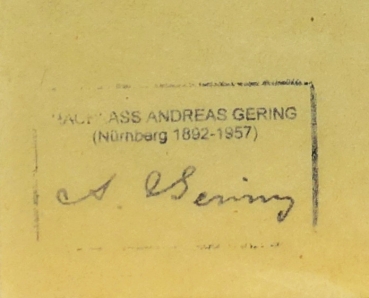 NACHLASS ANDREAS GERING
(Nürnberg 1892-1957)
A. Gering